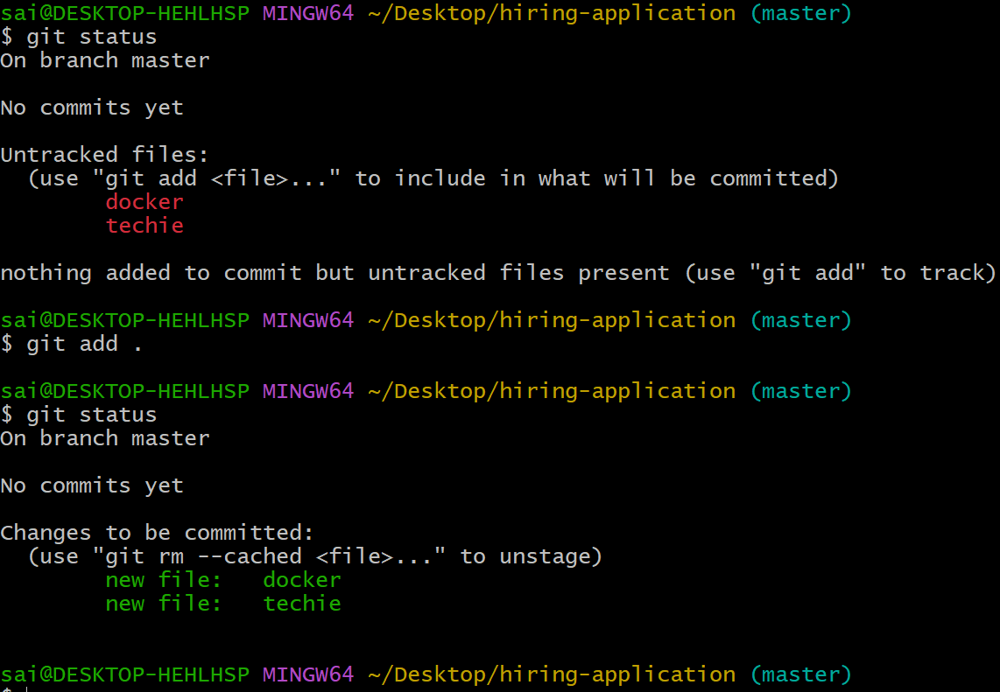 sai@DESKTOP-HEHLHSP MINGW64 ~/Desktop/hiring-application (master)
$ git status
On branch master
No commits yet
Untracked files:
  (use "git add <file>..." to include in what will be committed)
        docker
        techie
nothing added to commit but untracked files present (use "git add" to track)
sai@DESKTOP-HEHLHSP MINGW64 ~/Desktop/hiring-application (master)
$ git add .
sai@DESKTOP-HEHLHSP MINGW64 ~/Desktop/hiring-application (master)
$ git status
On branch master
No commits yet
Changes to be committed:
  (use "git rm --cached <file>..." to unstage)
        new file:   docker
        new file:   techie
sai@DESKTOP-HEHLHSP MINGW64 ~/Desktop/hiring-application (master)
$